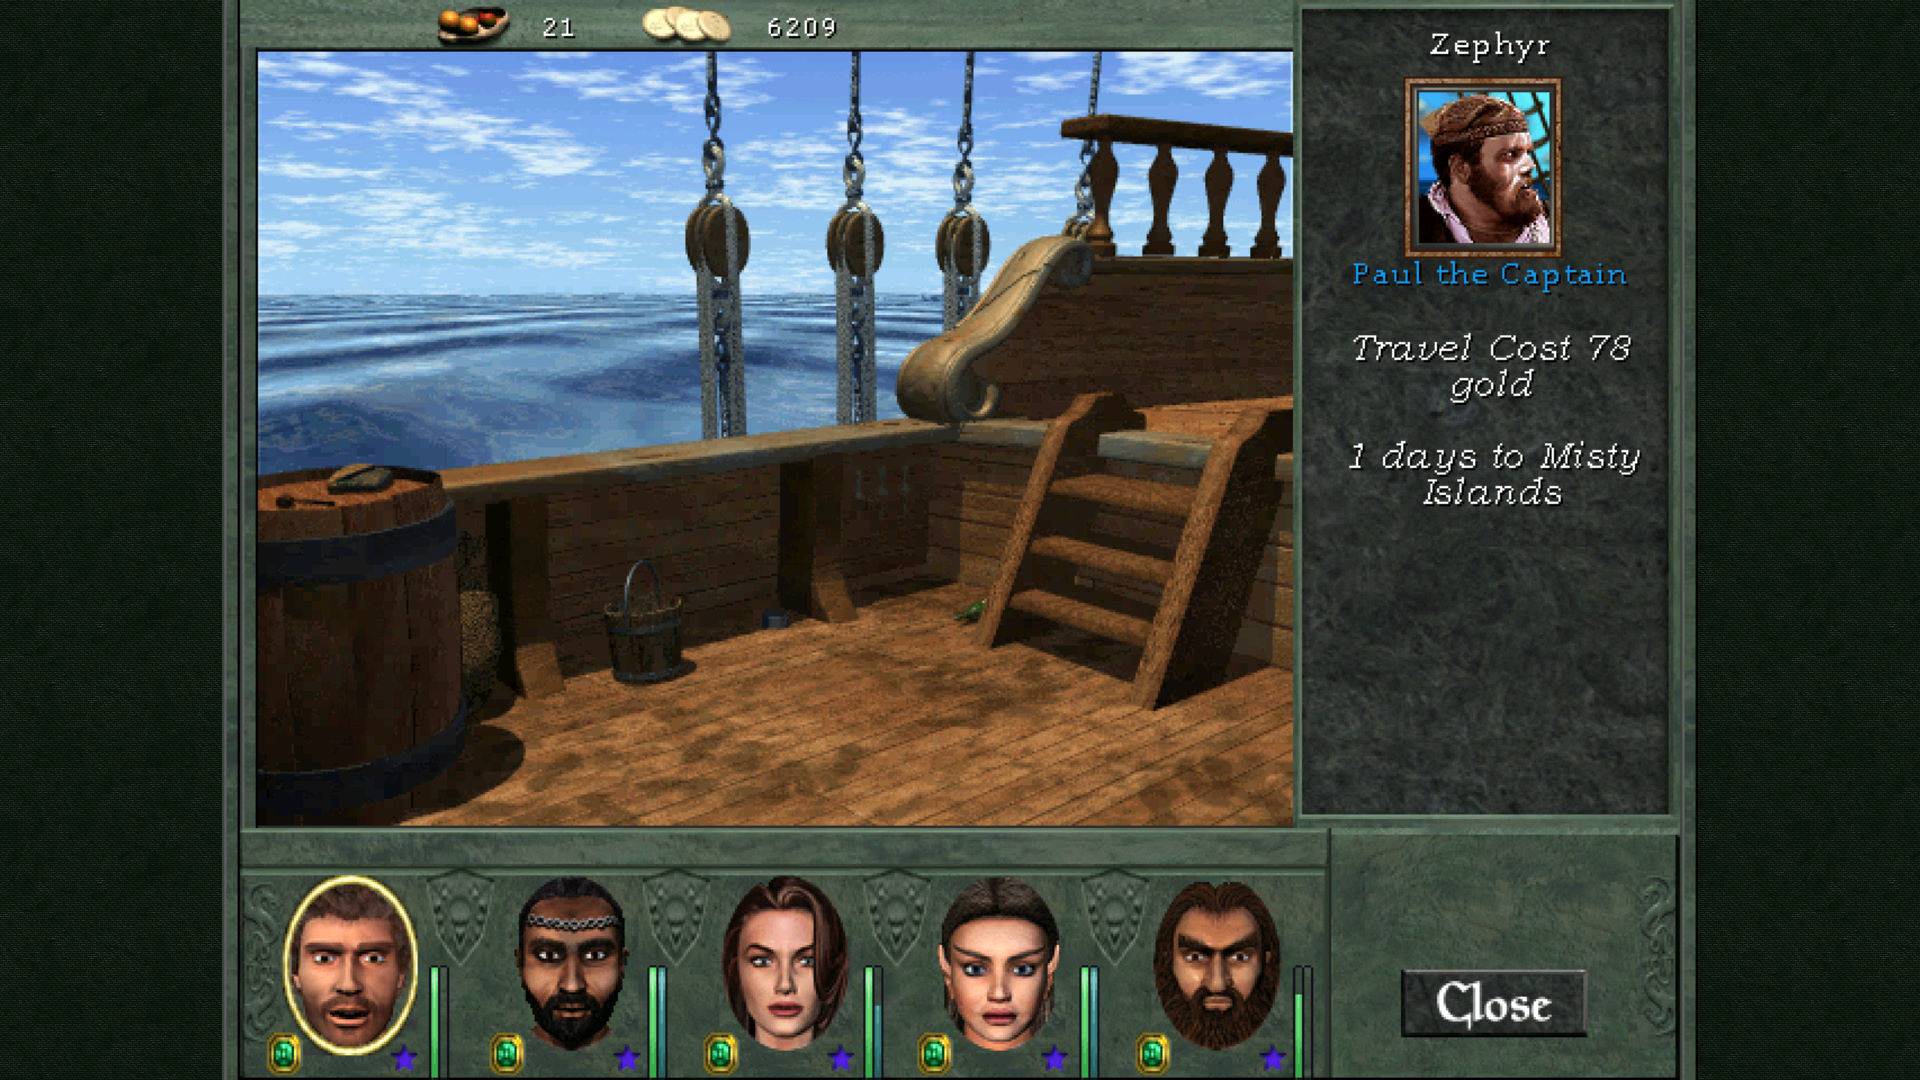 21 6209
Zephyr
Paul the Captain
Travel Cost 78
gold
1 days to Misty
Islands
Close